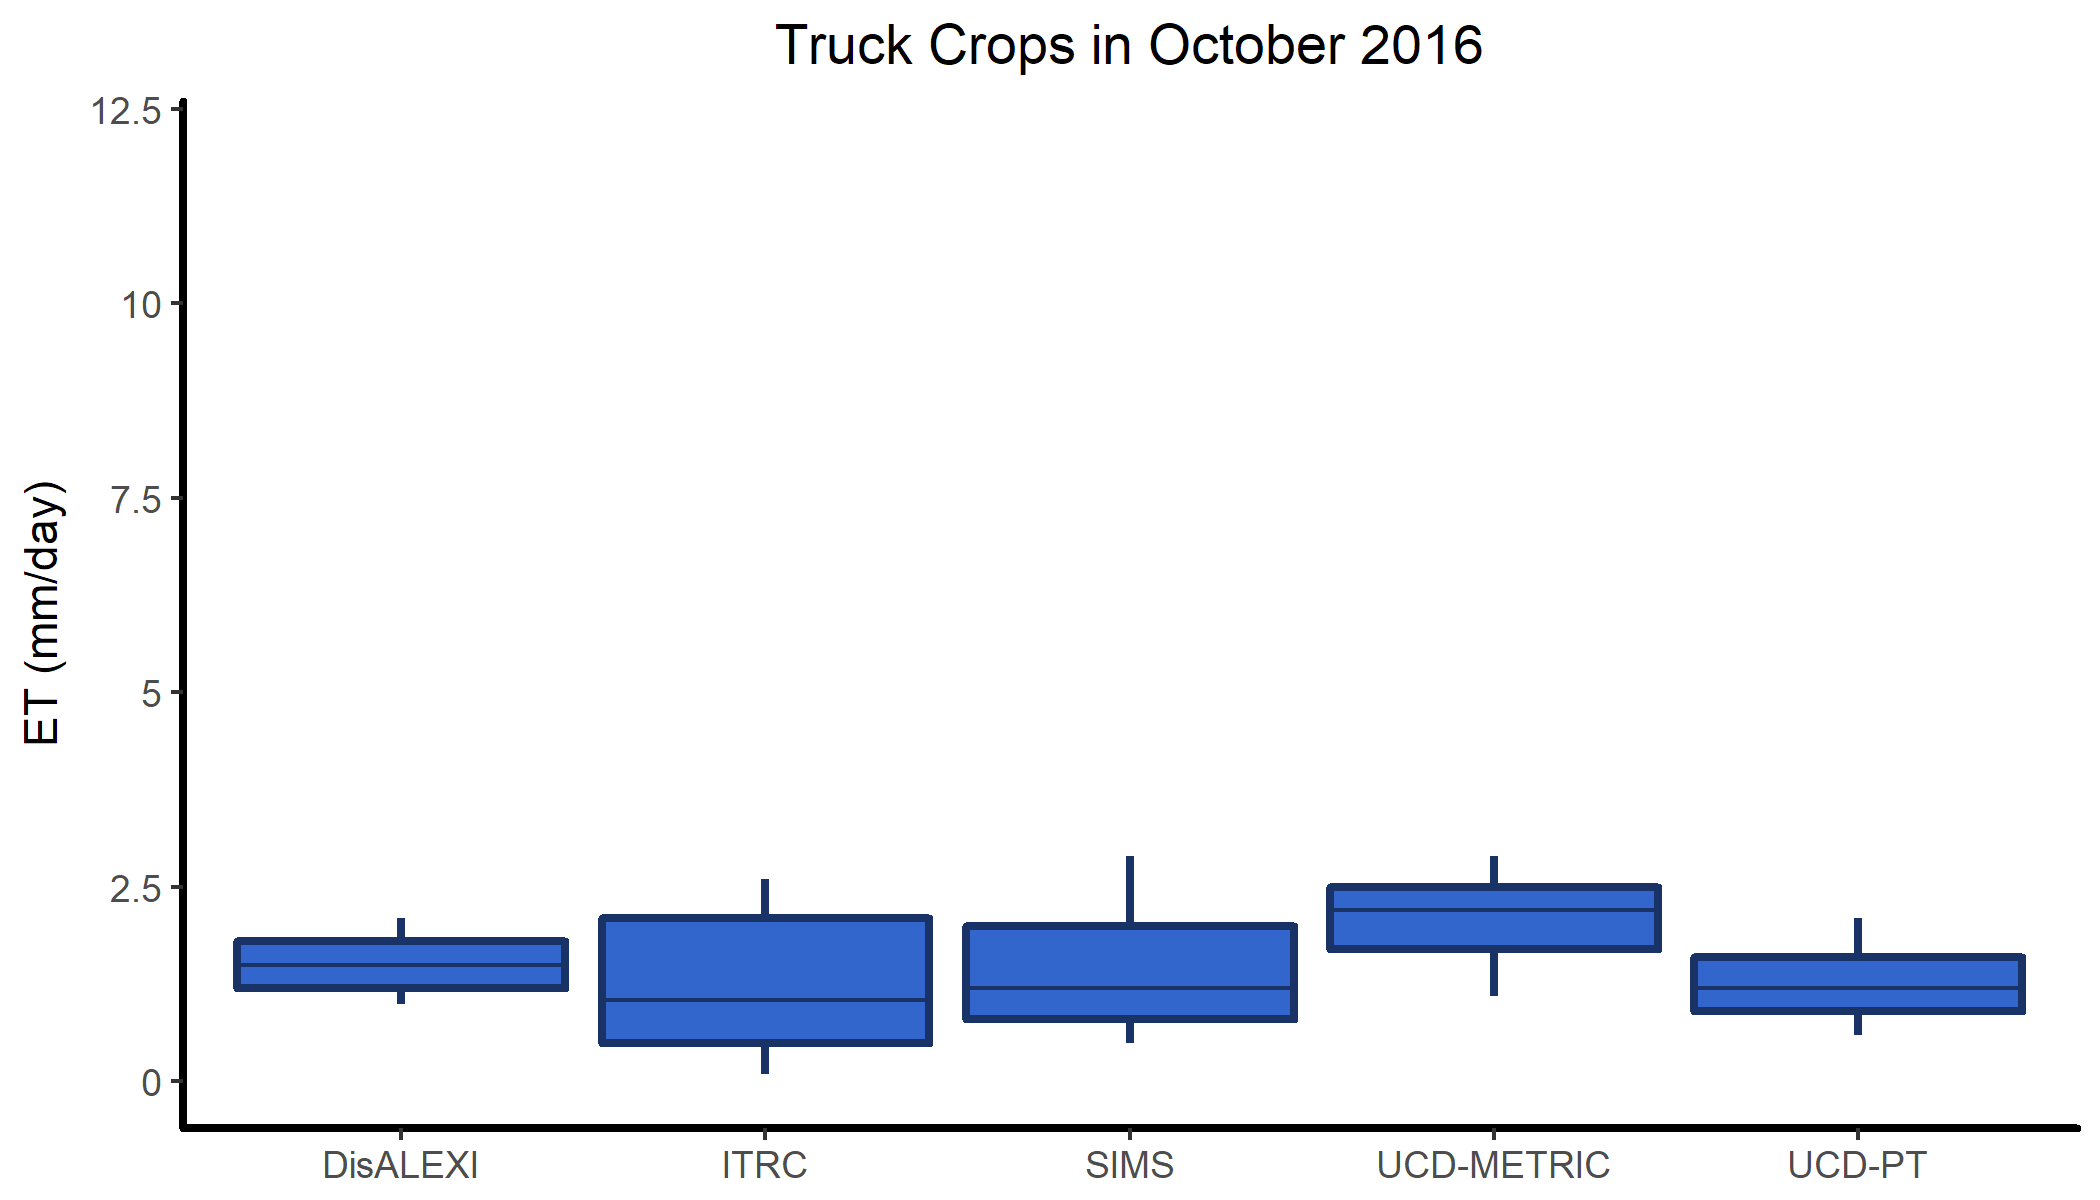 Truck Crops in October 2016
ET (mm/day)
12.5
10
7.5
5
2.5
0
DisALEXI
ITRC
SIMS
UCD-METRIC
UCD-PT